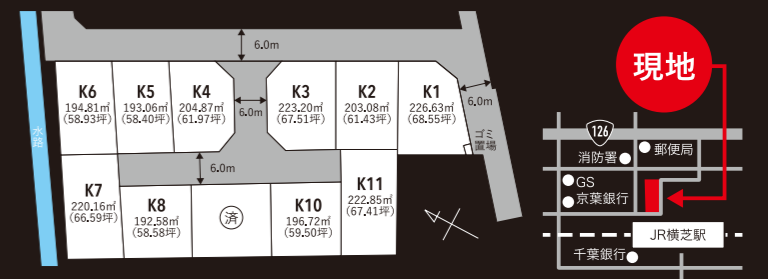 6.0m
K6
194.81㎡
(58.93坪)
K5
193.06㎡
(58.40坪)
K4
204.87㎡
(61.97坪)
6.0m
K3
223.20㎡
(67.51坪)
K2
203.08㎡
(61.43坪)
K1
226.63㎡
(68.55坪)
6.0m
水路
ゴミ
置場
6.0m
K7
220.16㎡
(66.59坪)
K8
192.58㎡
(58.58坪)
済
K10
196.72㎡
(59.50坪)
K11
222.85㎡
(67.41坪)
現地
126
消防署
郵便局
GS
京葉銀行
JR横芝駅
千葉銀行